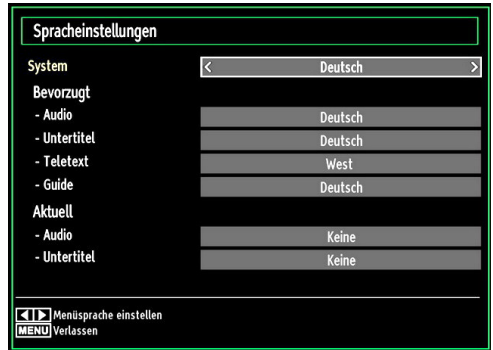 Spracheinstellungen
System < Deutsch >
Bevorzugt
- Audio Deutsch
- Untertitel Deutsch
- Teletext West
- Guide Deutsch
Aktuell
- Audio Keine
- Untertitel Keine
Menüsprache einstellen
MENU Verlassen